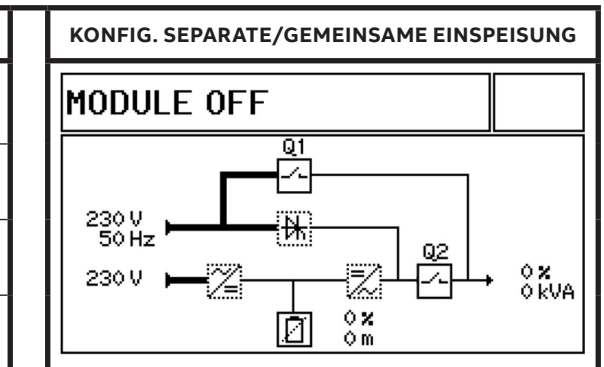 KONFIG. SEPARATE/GEMEINSAME EINSPEISUNG
MODULE OFF
Q1
230 V
50 Hz
Q2
230 V
0 %
0 kVA
0 %
0 m